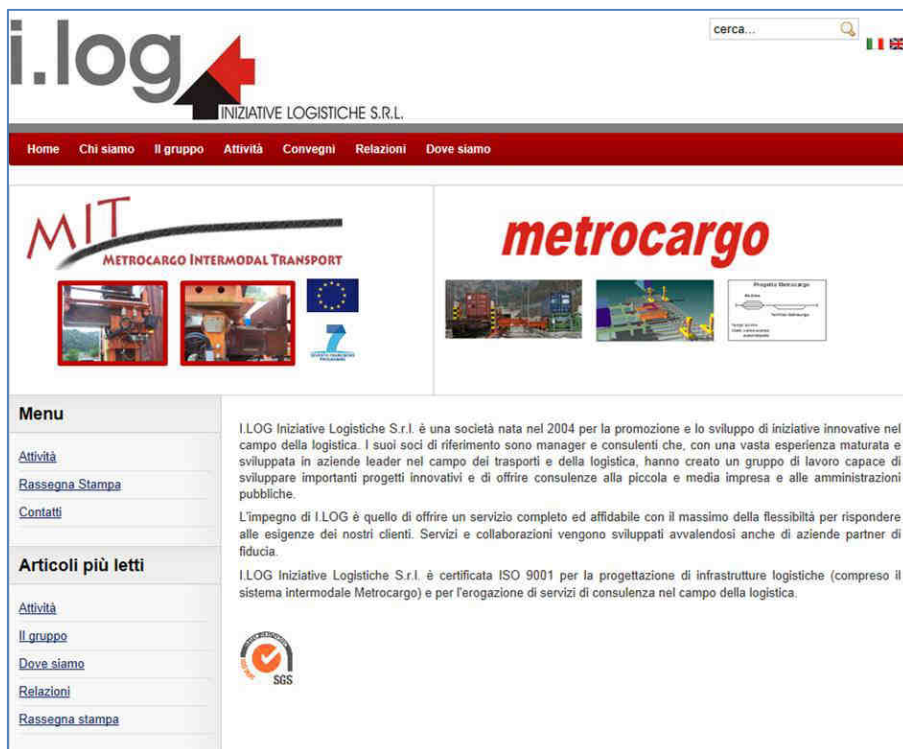 i.log
INIZIATIVE LOGISTICHE S.R.L.
cerca...
Home Chi siamo Il gruppo Attività Convegni Relazioni Dove siamo
MIT
METROCARGO INTERMODAL TRANSPORT
7
metrocargo
Progetto Metrocargo
Menu
Attività
Rassegna Stampa
Contatti
Articoli più letti
Attività
Il gruppo
Dove siamo
Relazioni
Rassegna stampa
I.LOG Iniziative Logistiche S.r.l. è una società nata nel 2004 per la promozione e lo sviluppo di iniziative innovative nel
campo della logistica. I suoi soci di riferimento sono manager e consulenti che, con una vasta esperienza maturata e
sviluppata in aziende leader nel campo dei trasporti e della logistica, hanno creato un gruppo di lavoro capace di
sviluppare importanti progetti innovativi e di offrire consulenze alla piccola e media impresa e alle amministrazioni
pubbliche.
L'impegno di I.LOG è quello di offrire un servizio completo ed affidabile con il massimo della flessibiltà per rispondere
alle esigenze dei nostri clienti. Servizi e collaborazioni vengono sviluppati avvalendosi anche di aziende partner di
fiducia.
I.LOG Iniziative Logistiche S.r.l. è certificata ISO 9001 per la progettazione di infrastrutture logistiche (compreso il
sistema intermodale Metrocargo) e per l'erogazione di servizi di consulenza nel campo della logistica.
SGS